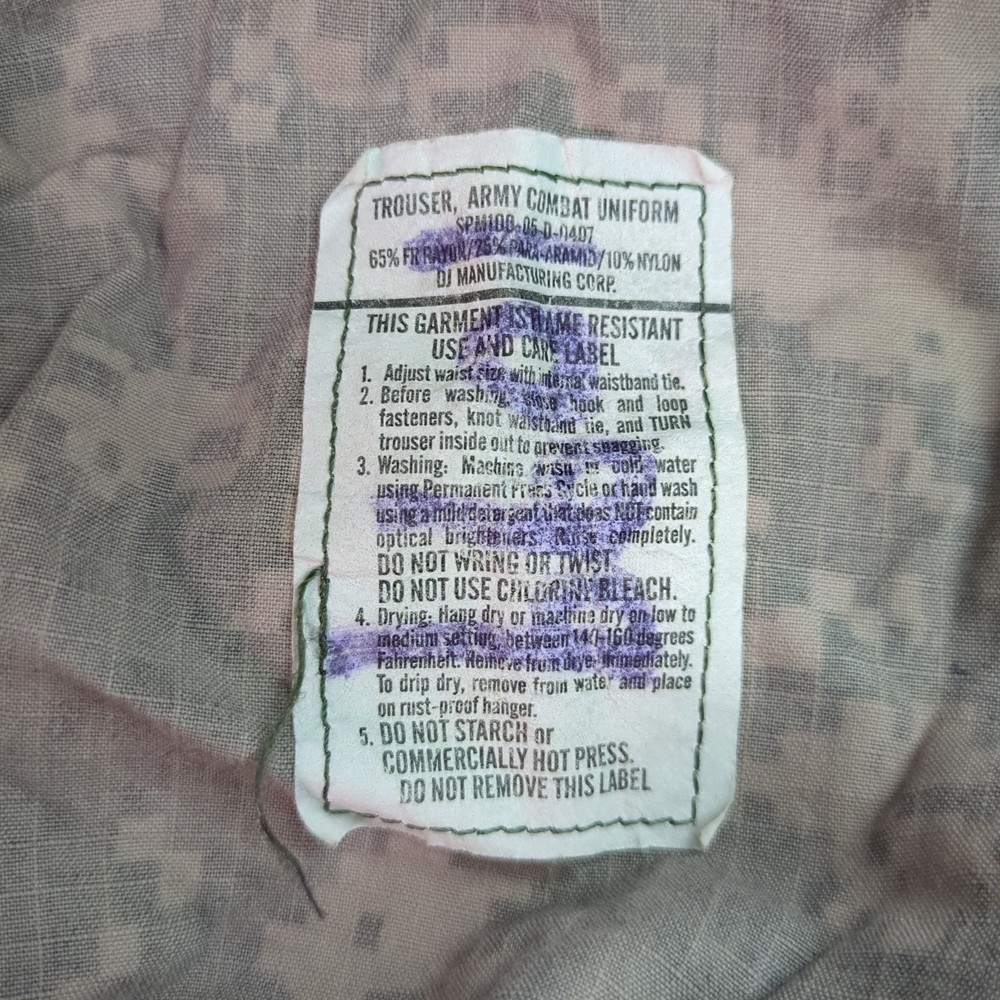 TROUSER, ARMY COMBAT UNIFORM
SPM100-05-D-0407
65% FR RAYON/25% PARA-ARAMID/10% NYLON
DJ MANUFACTURING CORP.
THIS GARMENT IS FLAME RESISTANT
USE AND CARE LABEL
1. Adjust waist size with internal waistband tie.
2. Before washing, close hook and loop
fasteners, knot waistband tie, and TURN
trouser inside out to prevent snagging.
3. Washing: Machine wash in cold water
using Permanent Press Cycle or hand wash
using a mild detergent that does NOT contain
optical brighteners. Rinse completely.
DO NOT WRING OR TWIST.
DO NOT USE CHLORINE BLEACH.
4. Drying: Hang dry or machine dry on low to
medium setting, between 140-160 degrees
Fahrenheit. Remove from dryer immediately.
To drip dry, remove from water and place
on rust-proof hanger.
5. DO NOT STARCH or
COMMERCIALLY HOT PRESS.
DO NOT REMOVE THIS LABEL